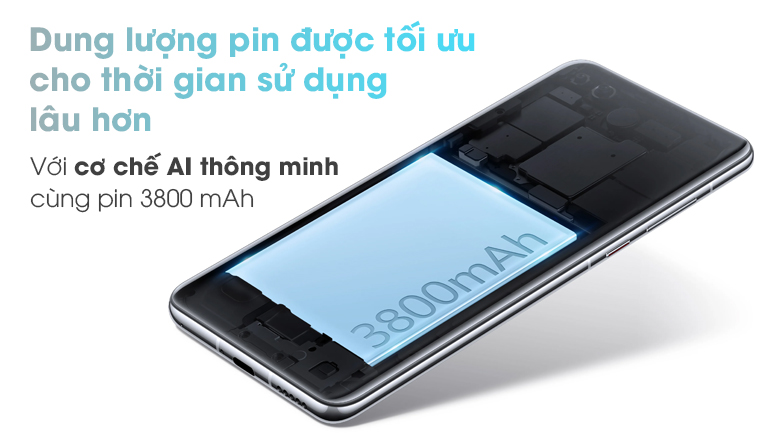 Dung lượng pin được tối ưu
cho thời gian sử dụng
lâu hơn
Với cơ chế AI thông minh
cùng pin 3800 mAh
3800mAh